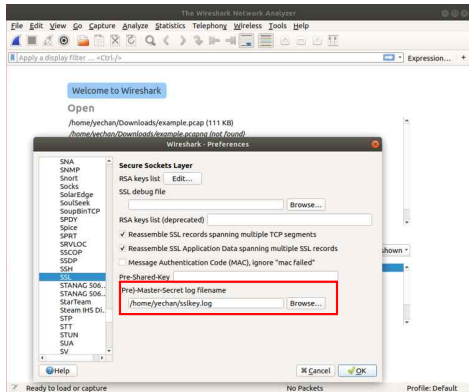 The Wireshark Network Analyzer
File Edit View Go Capture Analyze Statistics Telephony Wireless Tools Help
Apply a display filter ... <Ctrl-/>
Expression... +
Welcome to Wireshark
Open
/home/yechan/Downloads/example.pcap (111 KB)
/home/yechan/Downloads/example.pcapng (not found)
Wireshark · Preferences
SNA
SNMP
Snort
Socks
SolarEdge
SoulSeek
SoupBinTCP
SPDY
Spice
SPRT
SRVLOC
SSCOP
SSDP
SSH
SSL
STANAG 506..
STANAG 506..
StarTeam
Steam IHS Di..
STP
STT
STUN
SUA
SV
Secure Sockets Layer
RSA keys list Edit...
SSL debug file
Browse...
RSA keys list (deprecated)
Reassemble SSL records spanning multiple TCP segments
Reassemble SSL Application Data spanning multiple SSL records
Message Authentication Code (MAC), ignore "mac failed"
Pre-Shared-Key
(Pre)-Master-Secret log filename
/home/yechan/sslkey.log Browse...
Help
Cancel OK
shown
Ready to load or capture No Packets Profile: Default